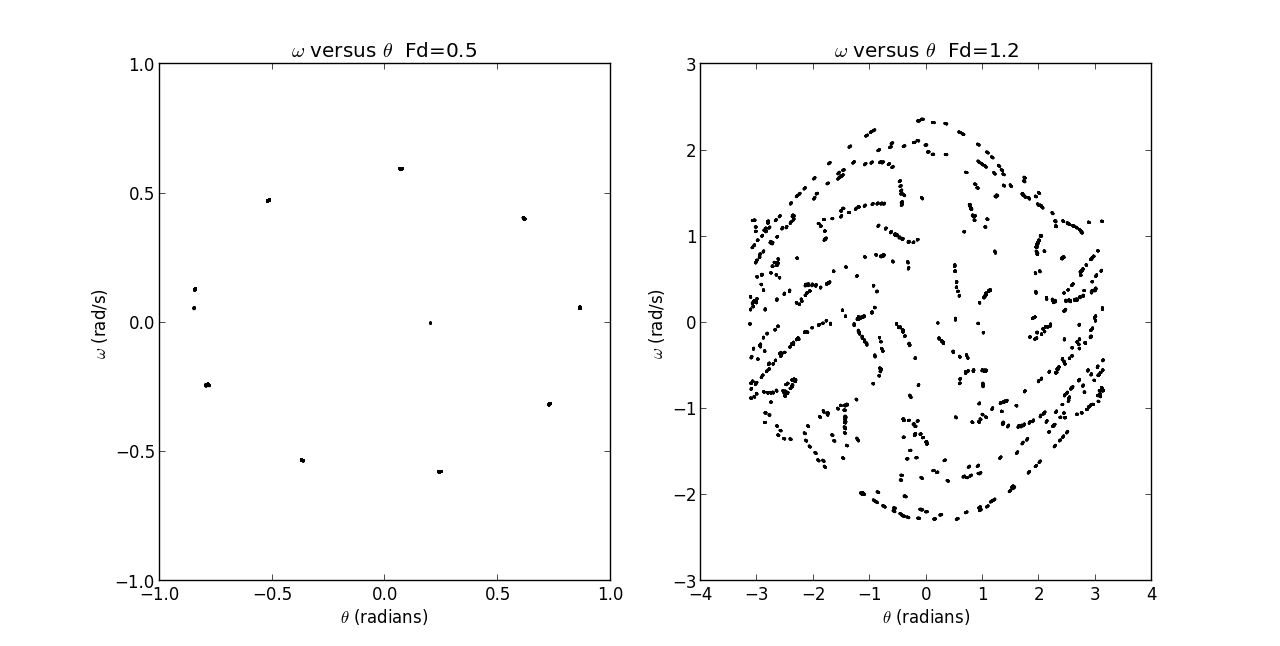 ω versus θ Fd=0.5
1.0
0.5
0.0
−0.5
−1.0
−1.0 −0.5 0.0 0.5 1.0
ω (rad/s)
θ (radians)
ω versus θ Fd=1.2
3
2
1
0
−1
−2
−3
−4 −3 −2 −1 0 1 2 3 4
ω (rad/s)
θ (radians)